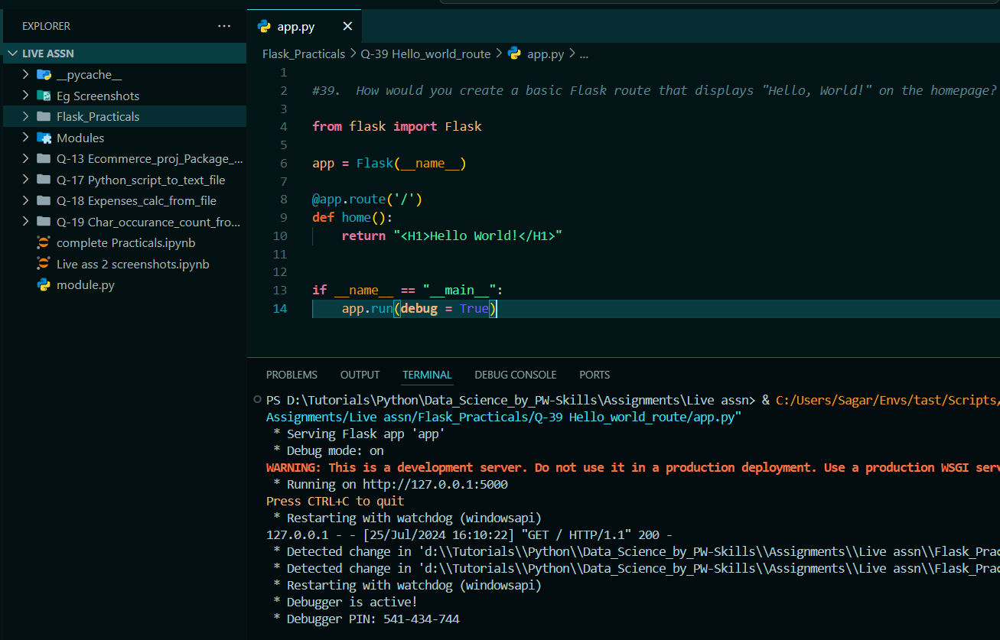 EXPLORER
LIVE ASSN
__pycache__
Eg Screenshots
Flask_Practicals
Modules
Q-13 Ecommerce_proj_Package_...
Q-17 Python_script_to_text_file
Q-18 Expenses_calc_from_file
Q-19 Char_occurance_count_fro...
complete Practicals.ipynb
Live ass 2 screenshots.ipynb
module.py
app.py
Flask_Practicals > Q-39 Hello_world_route > app.py > ...
1
2 #39.  How would you create a basic Flask route that displays "Hello, World!" on the homepage?
3
4 from flask import Flask
5
6 app = Flask(__name__)
7
8 @app.route('/')
9 def home():
10     return "<H1>Hello World!</H1>"
11
12
13 if __name__ == "__main__":
14     app.run(debug = True)
PROBLEMS OUTPUT TERMINAL DEBUG CONSOLE PORTS
PS D:\Tutorials\Python\Data_Science_by_PW-Skills\Assignments\Live assn> & C:/Users/Sagar/Envs/tast/Scripts/
Assignments/Live assn/Flask_Practicals/Q-39 Hello_world_route/app.py"
 * Serving Flask app 'app'
 * Debug mode: on
WARNING: This is a development server. Do not use it in a production deployment. Use a production WSGI serv
 * Running on http://127.0.0.1:5000
Press CTRL+C to quit
 * Restarting with watchdog (windowsapi)
127.0.0.1 - - [25/Jul/2024 16:10:22] "GET / HTTP/1.1" 200 -
 * Detected change in 'd:\\Tutorials\\Python\\Data_Science_by_PW-Skills\\Assignments\\Live assn\\Flask_Prac
 * Detected change in 'd:\\Tutorials\\Python\\Data_Science_by_PW-Skills\\Assignments\\Live assn\\Flask_Prac
 * Restarting with watchdog (windowsapi)
 * Debugger is active!
 * Debugger PIN: 541-434-744